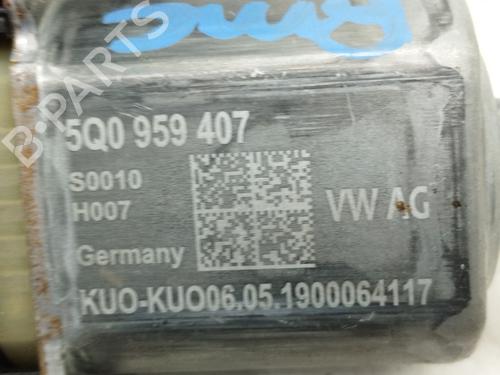 5Q0 959 407
S0010
H007
VW AG
Germany
KUO-KUO06.05.1900064117
B-PARTS